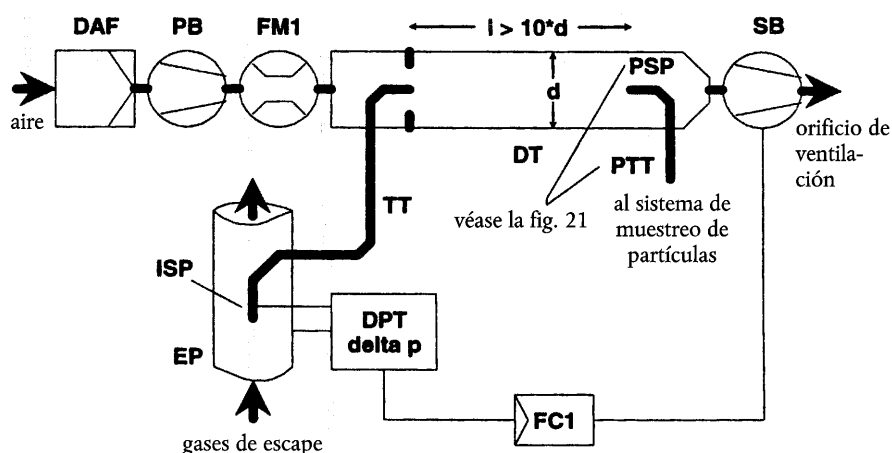 DAF
PB
FM1
l > 10*d
SB
aire
d
PSP
orificio de
ventila-
ción
DT
PTT
TT
véase la fig. 21
al sistema de
muestreo de
partículas
ISP
DPT
delta p
EP
FC1
gases de escape